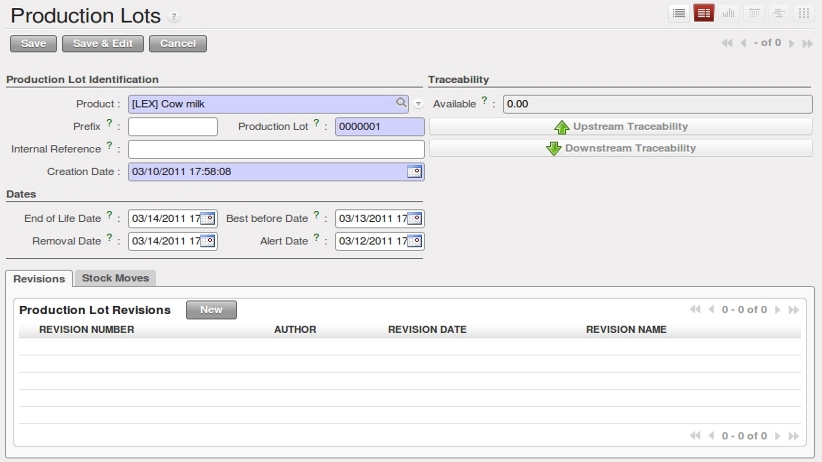 Production Lots ?
Save Save & Edit Cancel - of 0
Production Lot Identification
Product : [LEX] Cow milk
Prefix ? : Production Lot ? : 0000001
Internal Reference ? :
Creation Date : 03/10/2011 17:58:08
Traceability
Available ? : 0.00
Upstream Traceability
Downstream Traceability
Dates
End of Life Date ? : 03/14/2011 17 Best before Date ? : 03/13/2011 17
Removal Date ? : 03/14/2011 17 Alert Date ? : 03/12/2011 17
Revisions Stock Moves
Production Lot Revisions New 0 - 0 of 0
REVISION NUMBER AUTHOR REVISION DATE REVISION NAME
0 - 0 of 0